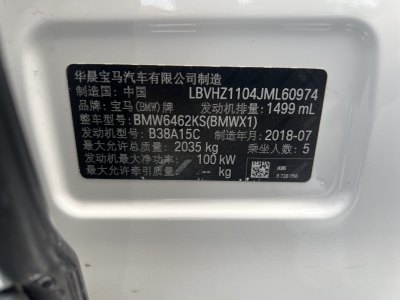 华晨宝马汽车有限公司制造
制造国：中国 LBVHZ1104JML60974
品牌：宝马(BMW)牌 发动机排量：1499 mL
整车型号：BMW6462KS(BMWX1)
发动机型号：B38A15C 制造年月：2018-07
最大允许总质量：2035 kg 乘坐人数：5
发动机最大净功率：100 kW
最大允许牵引质量：-- kg
A96
8 738 756